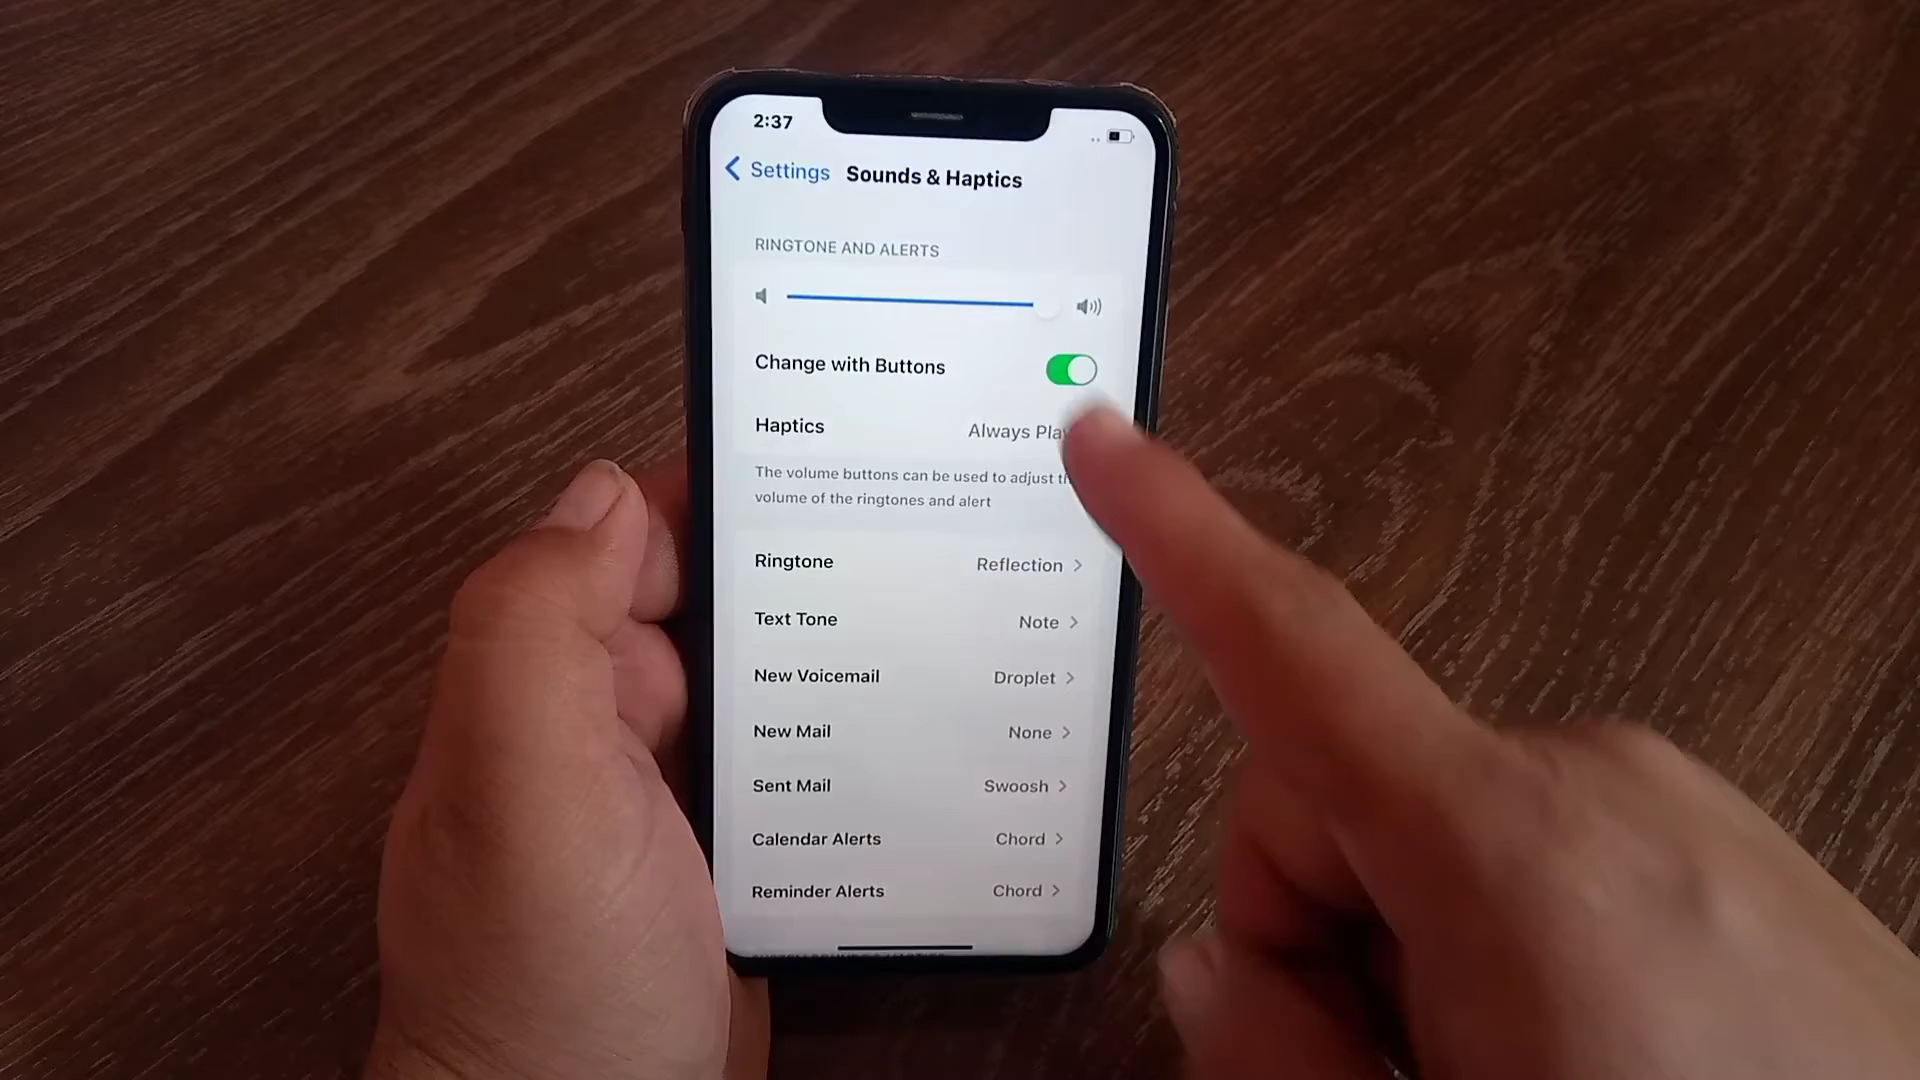 2:37
Settings Sounds & Haptics
RINGTONE AND ALERTS
Change with Buttons
Haptics Always Play
The volume buttons can be used to adjust
volume of the ringtones and alert
Ringtone Reflection
Text Tone Note
New Voicemail Droplet
New Mail None
Sent Mail Swoosh
Calendar Alerts Chord
Reminder Alerts Chord